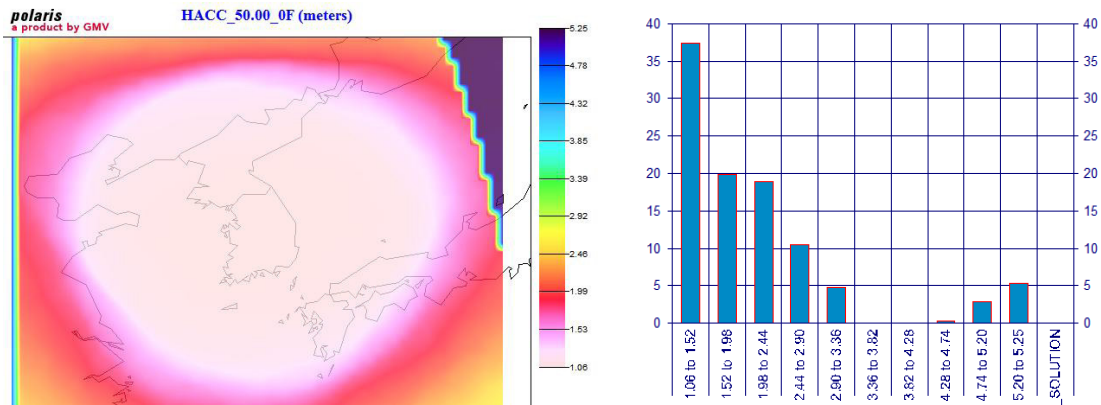 polaris
a product by GMV
HACC_50.00_0F (meters)
5.25
4.78
4.32
3.85
3.39
2.92
2.46
1.99
1.53
1.06
40
35
30
25
20
15
10
5
0
40
35
30
25
20
15
10
5
0
1.06 to 1.52
1.52 to 1.98
1.98 to 2.44
2.44 to 2.90
2.90 to 3.36
3.36 to 3.82
3.82 to 4.28
4.28 to 4.74
4.74 to 5.20
5.20 to 5.25
_SOLUTION